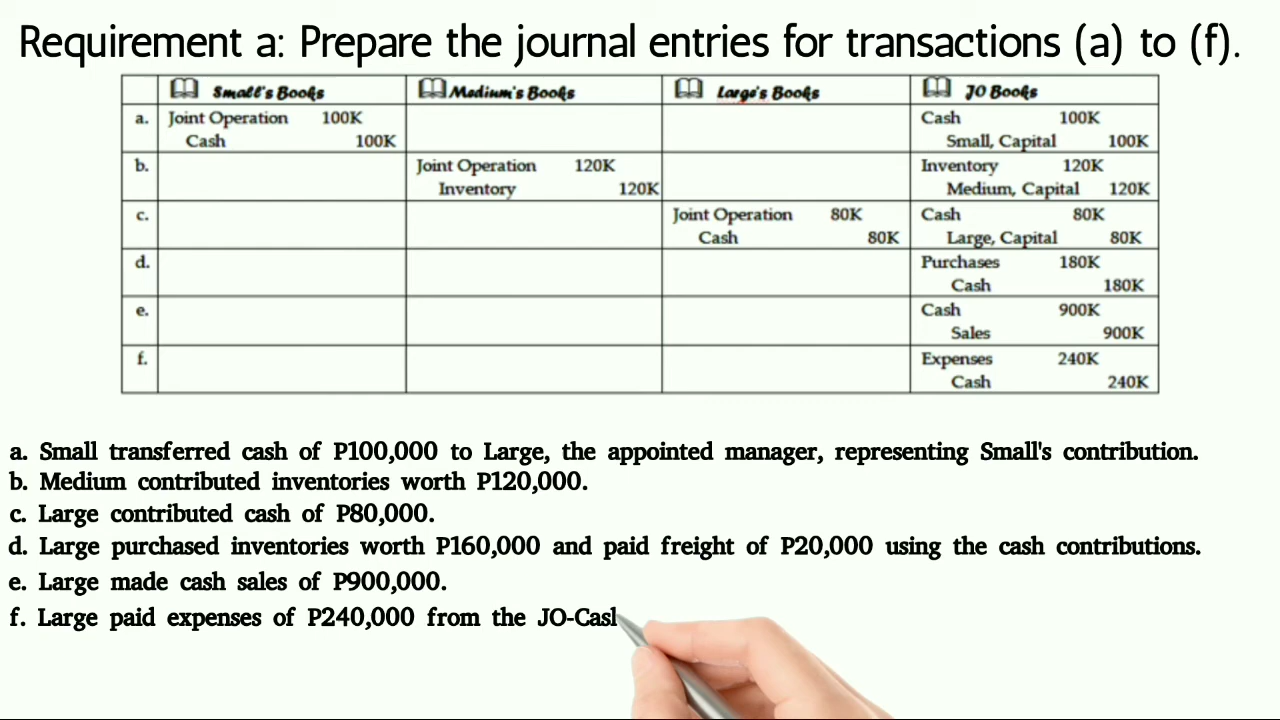 Requirement a: Prepare the journal entries for transactions (a) to (f).
Small's Books Medium's Books Large's Books JO Books
a. Joint Operation 100K Cash 100K
Cash 100K Small, Capital 100K
b. Joint Operation 120K Inventory 120K
Inventory 120K Medium, Capital 120K
c. Joint Operation 80K Cash 80K
Cash 80K Large, Capital 80K
d. Purchases 180K
Cash 180K
e. Cash 900K
Sales 900K
f. Expenses 240K
Cash 240K
a. Small transferred cash of P100,000 to Large, the appointed manager, representing Small's contribution.
b. Medium contributed inventories worth P120,000.
c. Large contributed cash of P80,000.
d. Large purchased inventories worth P160,000 and paid freight of P20,000 using the cash contributions.
e. Large made cash sales of P900,000.
f. Large paid expenses of P240,000 from the